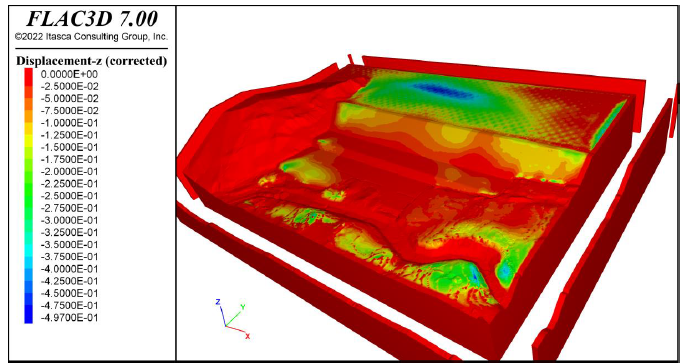 FLAC3D 7.00
©2022 Itasca Consulting Group, Inc.
Displacement-z (corrected)
0.0000E+00
-2.5000E-02
-5.0000E-02
-7.5000E-02
-1.0000E-01
-1.2500E-01
-1.5000E-01
-1.7500E-01
-2.0000E-01
-2.2500E-01
-2.5000E-01
-2.7500E-01
-3.0000E-01
-3.2500E-01
-3.5000E-01
-3.7500E-01
-4.0000E-01
-4.2500E-01
-4.5000E-01
-4.7500E-01
-4.9700E-01
Z
Y
X